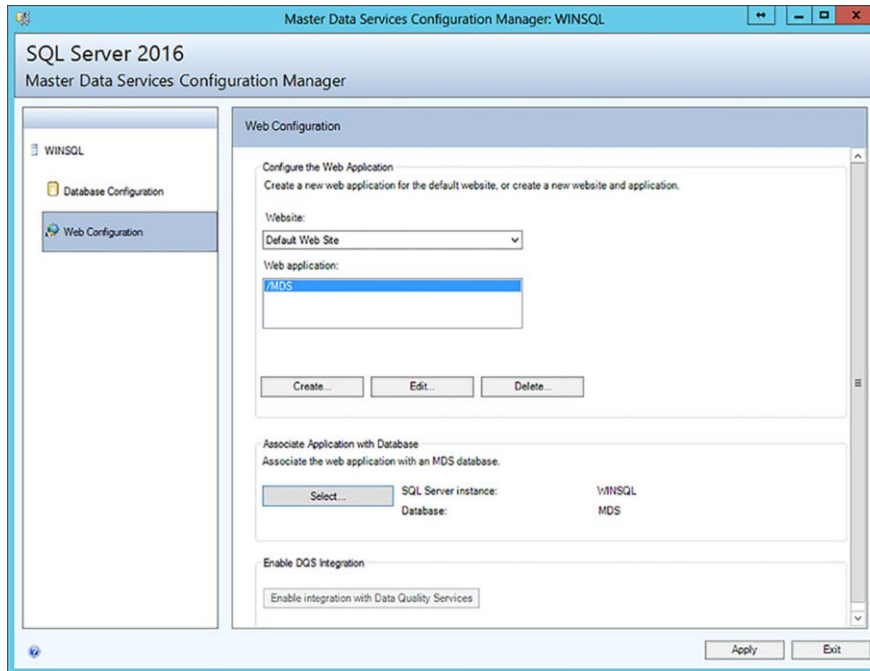 Master Data Services Configuration Manager: WINSQL
SQL Server 2016
Master Data Services Configuration Manager
WINSQL
Database Configuration
Web Configuration
Web Configuration
Configure the Web Application
Create a new web application for the default website, or create a new website and application.
Website:
Default Web Site
Web application:
/MDS
Create... Edit... Delete...
Associate Application with Database
Associate the web application with an MDS database.
Select... SQL Server instance: WINSQL
Database: MDS
Enable DQS Integration
Enable integration with Data Quality Services
Apply Exit